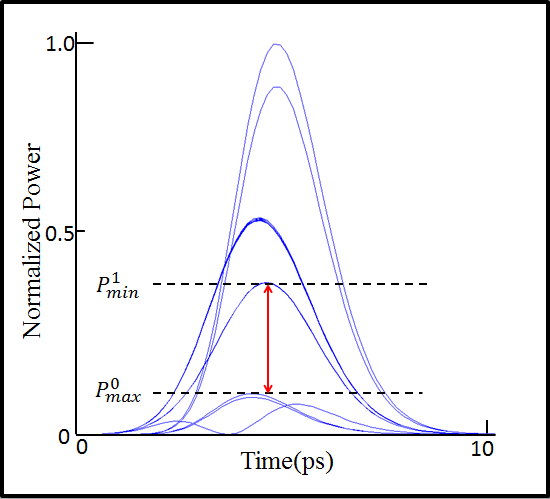 1.0
Normalized Power
0.5
P^1_min
P^0_max
0
0
10
Time(ps)